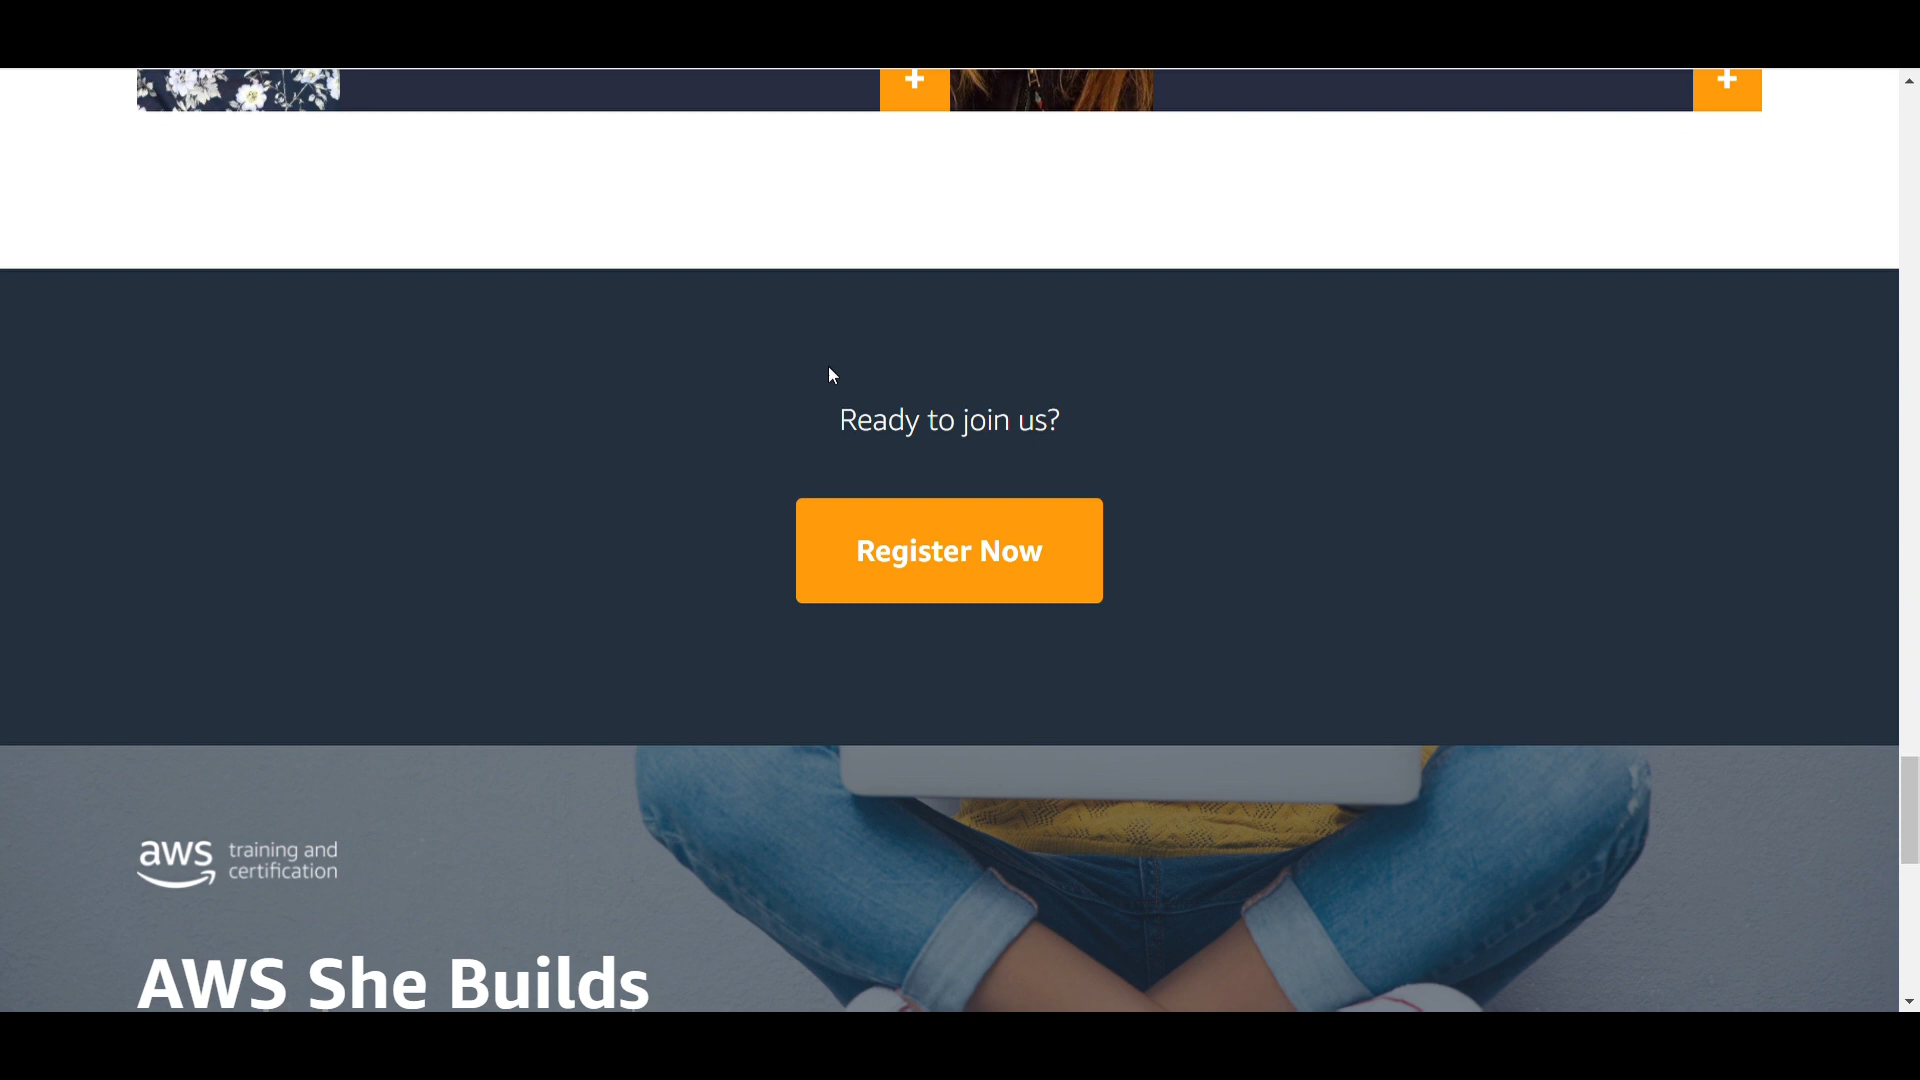 Ready to join us?
Register Now
aws training and
certification
AWS She Builds